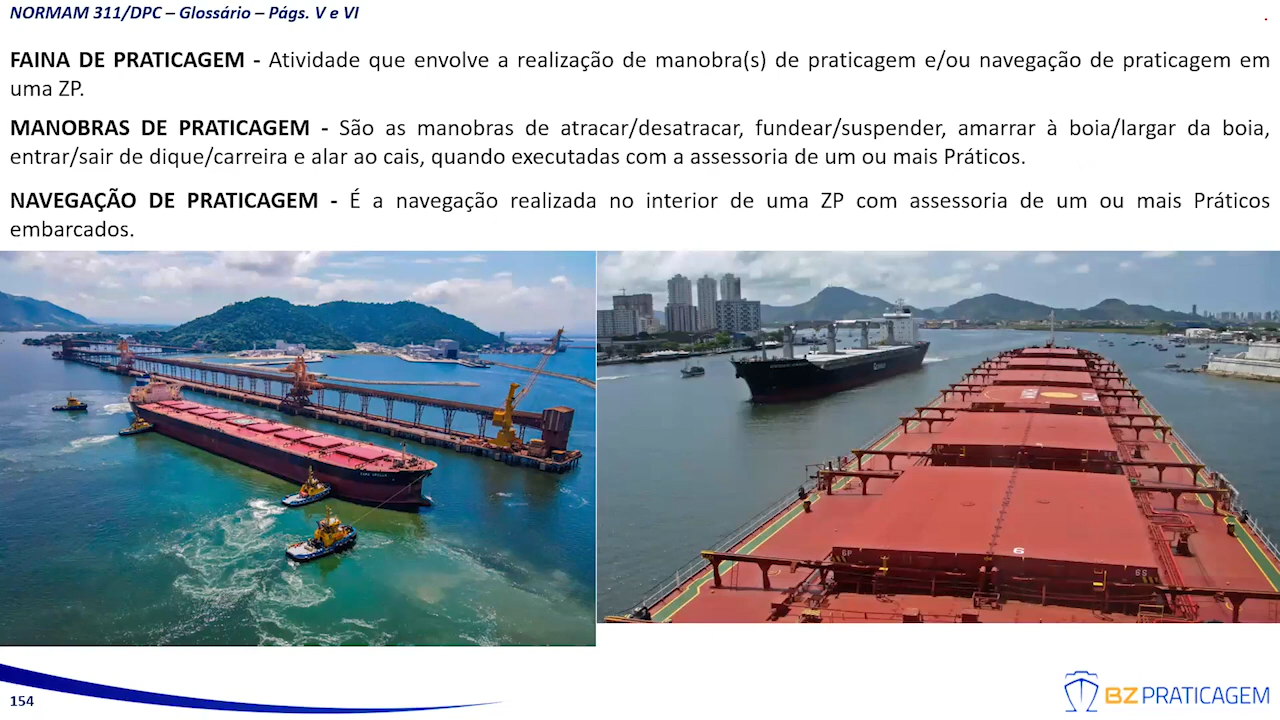 NORMAM 311/DPC – Glossário – Págs. V e VI
FAINA DE PRATICAGEM - Atividade que envolve a realização de manobra(s) de praticagem e/ou navegação de praticagem em
uma ZP.
MANOBRAS DE PRATICAGEM - São as manobras de atracar/desatracar, fundear/suspender, amarrar à boia/largar da boia,
entrar/sair de dique/carreira e alar ao cais, quando executadas com a assessoria de um ou mais Práticos.
NAVEGAÇÃO DE PRATICAGEM - É a navegação realizada no interior de uma ZP com assessoria de um ou mais Práticos
embarcados.
6
154
BZPRATICAGEM